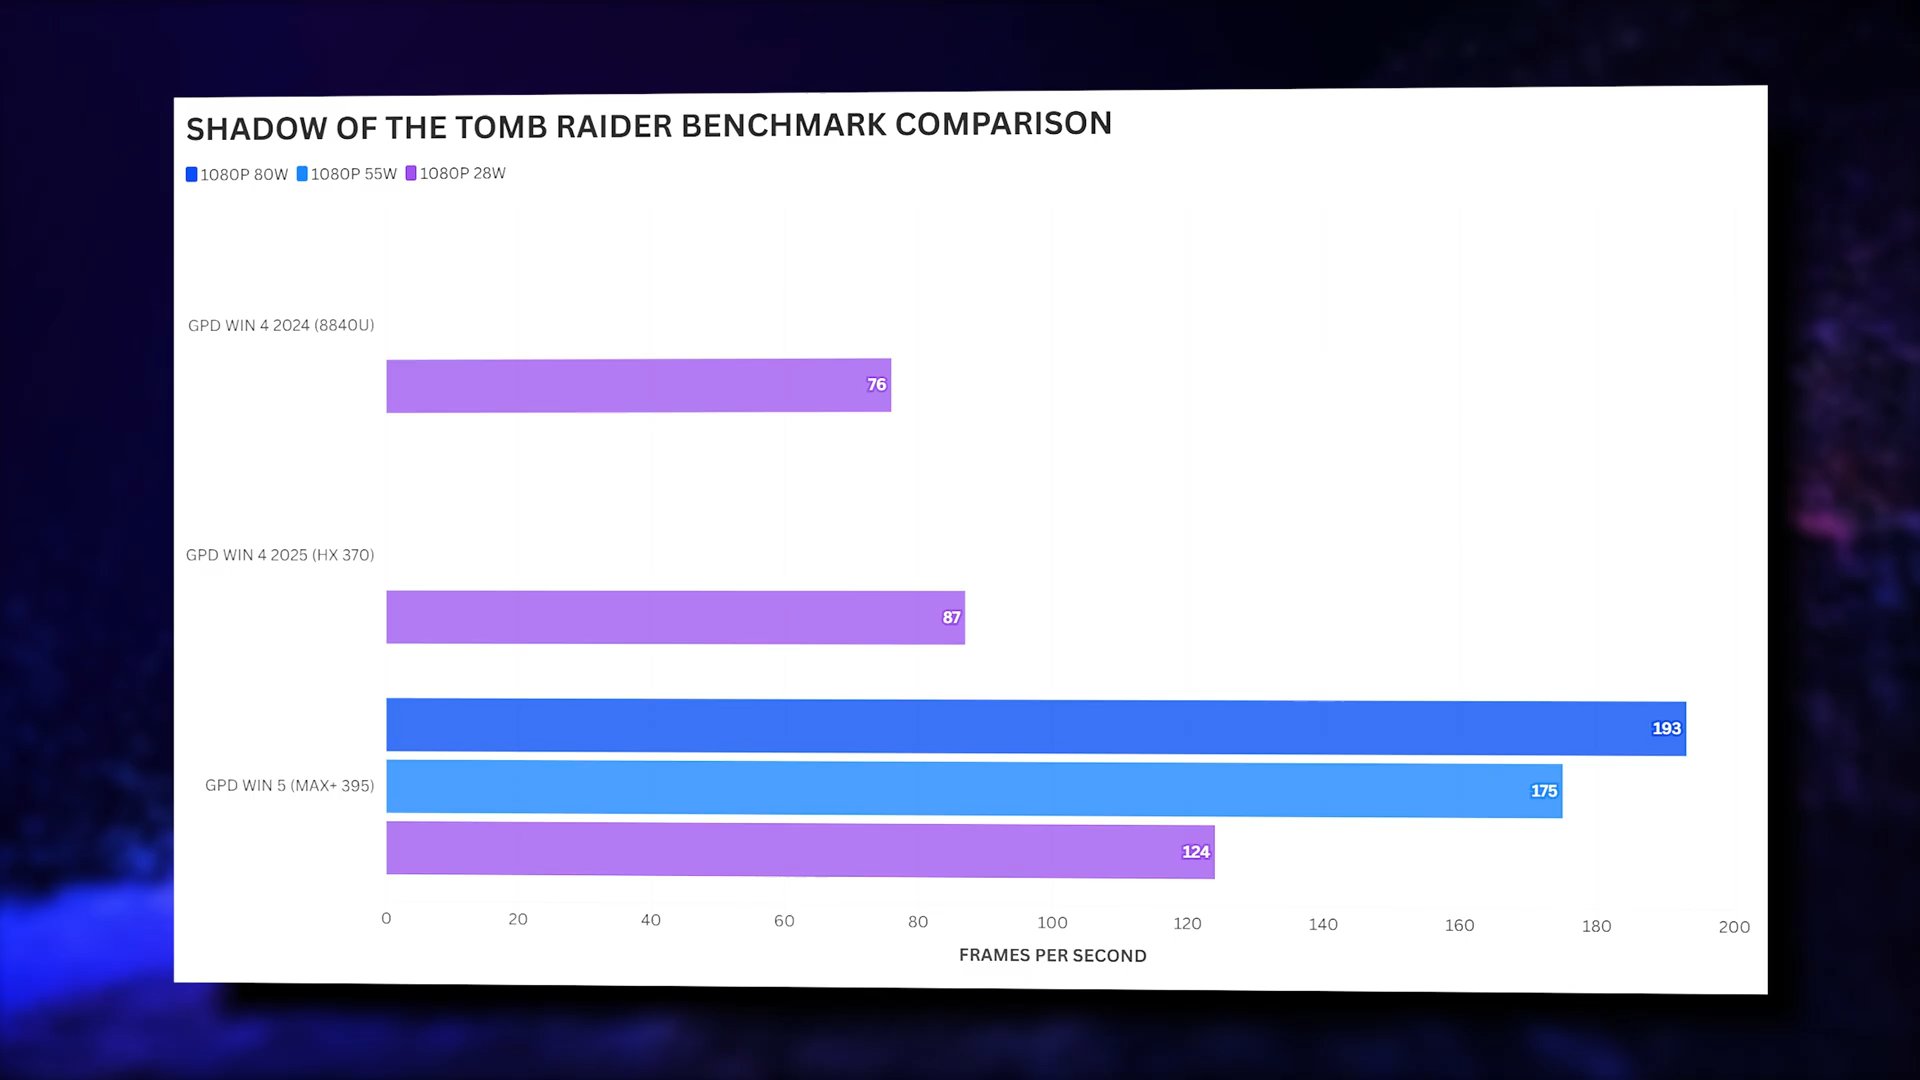 SHADOW OF THE TOMB RAIDER BENCHMARK COMPARISON
1080P 80W 1080P 55W 1080P 28W
GPD WIN 4 2024 (8840U)
76
GPD WIN 4 2025 (HX 370)
87
193
GPD WIN 5 (MAX+ 395)
175
124
0 20 40 60 80 100 120 140 160 180 200
FRAMES PER SECOND